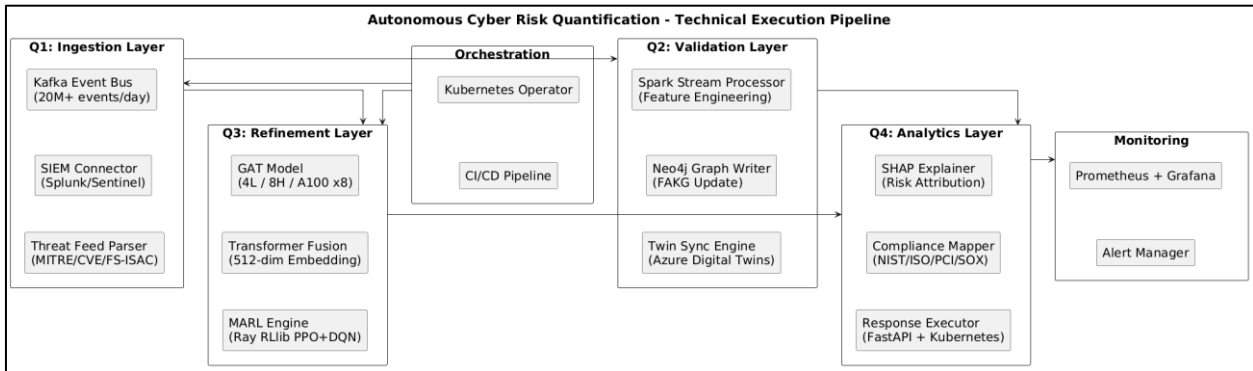 Autonomous Cyber Risk Quantification - Technical Execution Pipeline
Q1: Ingestion Layer
Kafka Event Bus
(20M+ events/day)
SIEM Connector
(Splunk/Sentinel)
Threat Feed Parser
(MITRE/CVE/FS-ISAC)
Orchestration
Kubernetes Operator
CI/CD Pipeline
Q2: Validation Layer
Spark Stream Processor
(Feature Engineering)
Neo4j Graph Writer
(FAKG Update)
Twin Sync Engine
(Azure Digital Twins)
Q3: Refinement Layer
GAT Model
(4L / 8H / A100 x8)
Transformer Fusion
(512-dim Embedding)
MARL Engine
(Ray RLlib PPO+DQN)
Q4: Analytics Layer
SHAP Explainer
(Risk Attribution)
Compliance Mapper
(NIST/ISO/PCI/SOX)
Response Executor
(FastAPI + Kubernetes)
Monitoring
Prometheus + Grafana
Alert Manager